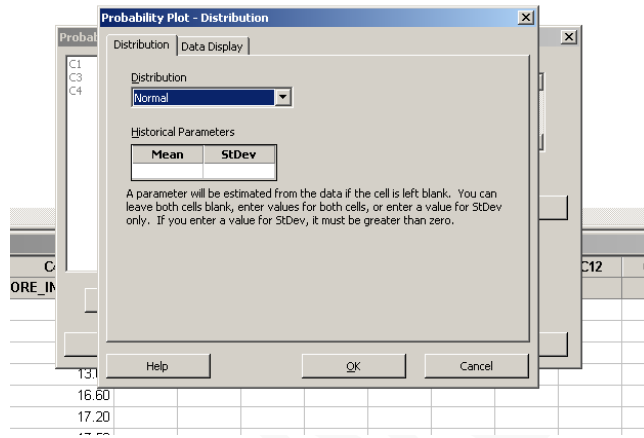 Probability Plot - Distribution
Probab
Distribution
Data Display
C1
C3
C4
Distribution
Normal
Historical Parameters
Mean StDev
A parameter will be estimated from the data if the cell is left blank. You can
leave both cells blank, enter values for both cells, or enter a value for StDev
only. If you enter a value for StDev, it must be greater than zero.
C12
ORE_IN
Help OK Cancel
16.60
17.20